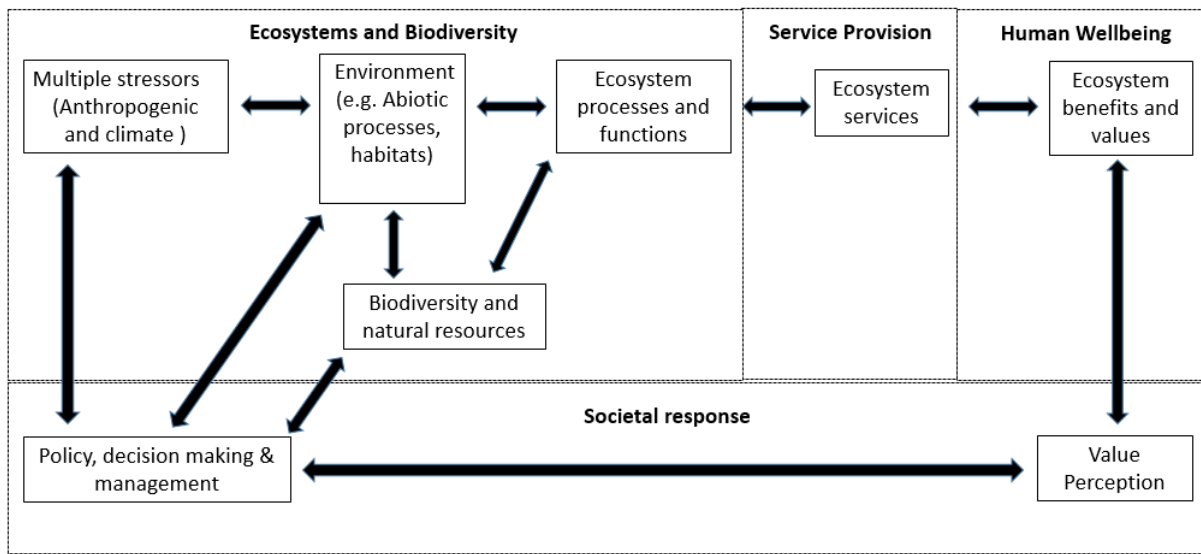 Ecosystems and Biodiversity
Service Provision
Human Wellbeing
Multiple stressors
(Anthropogenic
and climate )
Environment
(e.g. Abiotic
processes,
habitats)
Ecosystem
processes and
functions
Ecosystem
services
Ecosystem
benefits and
values
Biodiversity and
natural resources
Societal response
Policy, decision making &
management
Value
Perception